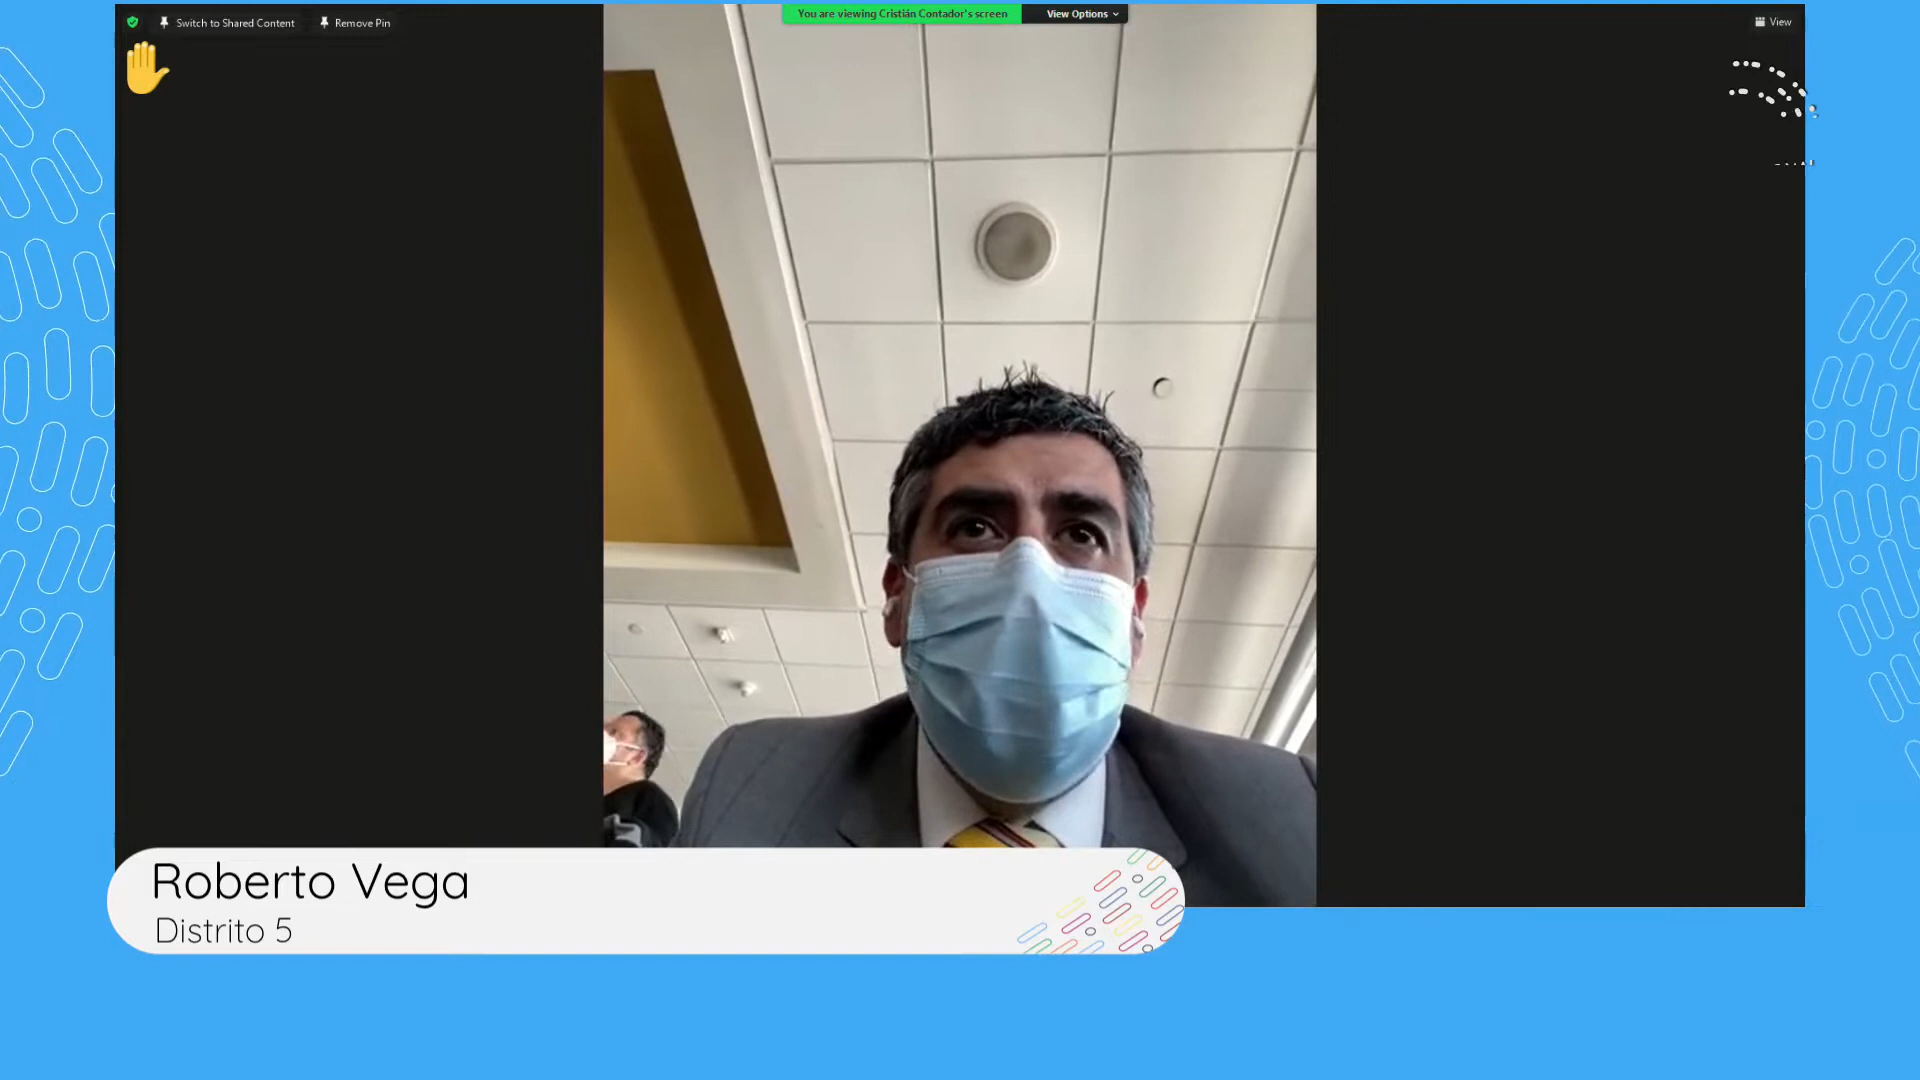 You are viewing Cristián Contador's screen
View Options
Switch to Shared Content
Remove Pin
View
Roberto Vega
Distrito 5